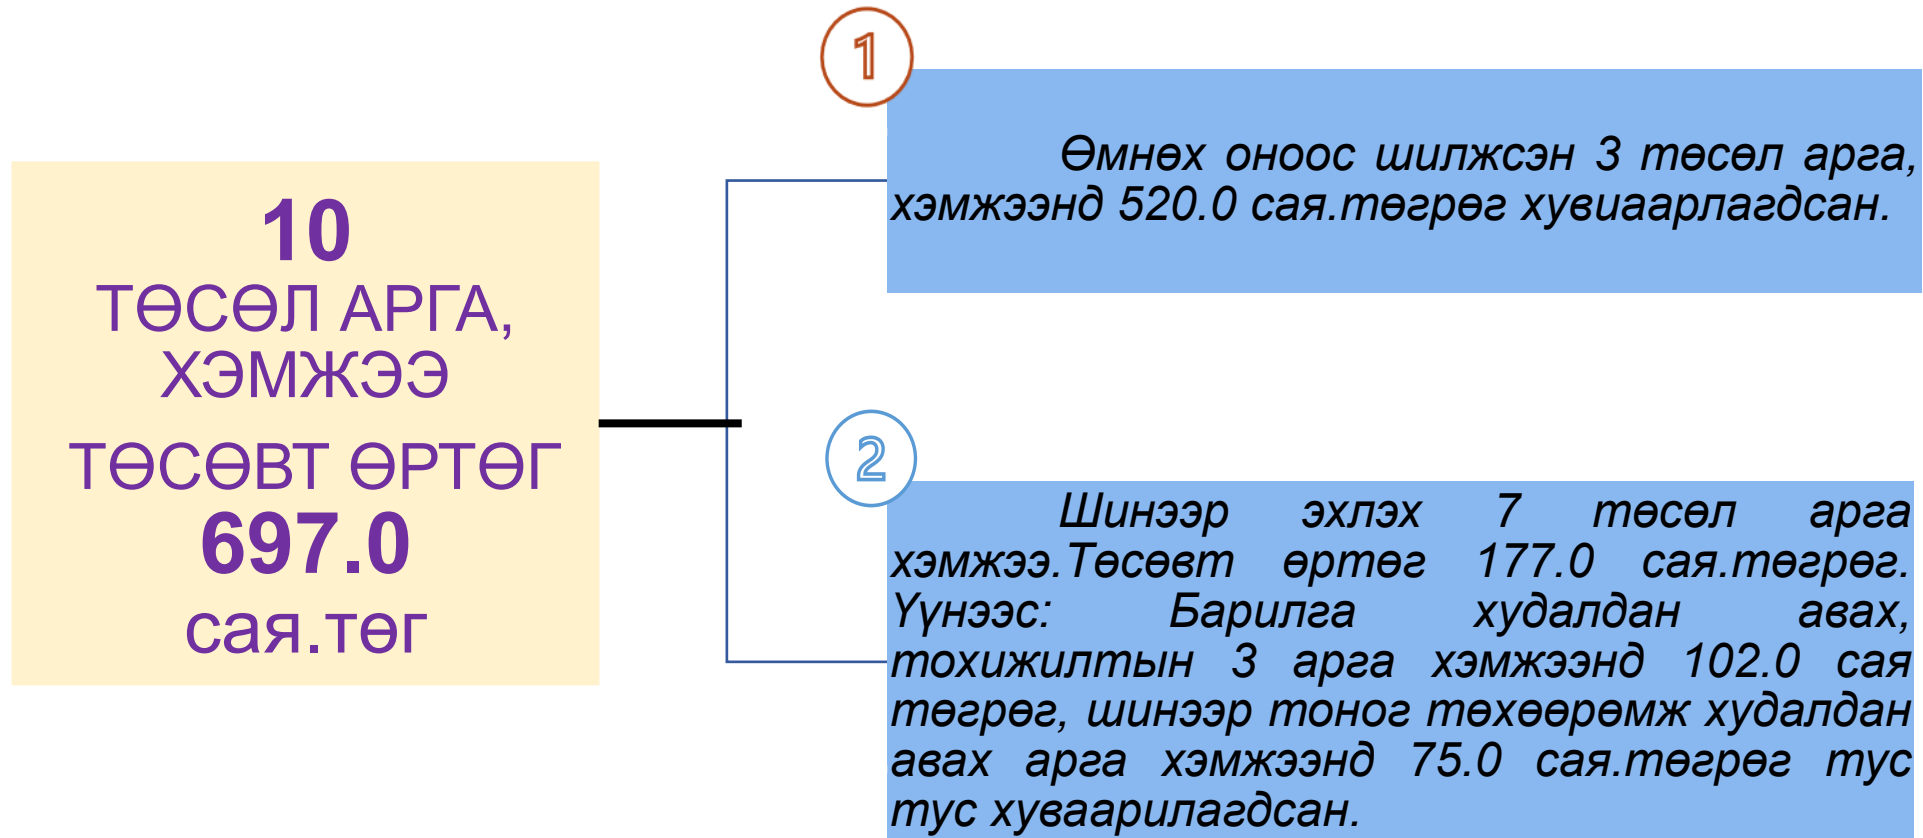 10
ТӨСӨЛ АРГА,
ХЭМЖЭЭ
ТӨСӨВТ ӨРТӨГ
697.0
сая.төг
1
Өмнөх оноос шилжсэн 3 төсөл арга,
хэмжээнд 520.0 сая.төгрөг хувиаарлагдсан.
2
Шинээр эхлэх 7 төсөл арга
хэмжээ.Төсөвт өртөг 177.0 сая.төгрөг.
Үүнээс: Барилга худалдан авах,
тохижилтын 3 арга хэмжээнд 102.0 сая
төгрөг, шинээр тоног төхөөрөмж худалдан
авах арга хэмжээнд 75.0 сая.төгрөг тус
тус хуваарилагдсан.